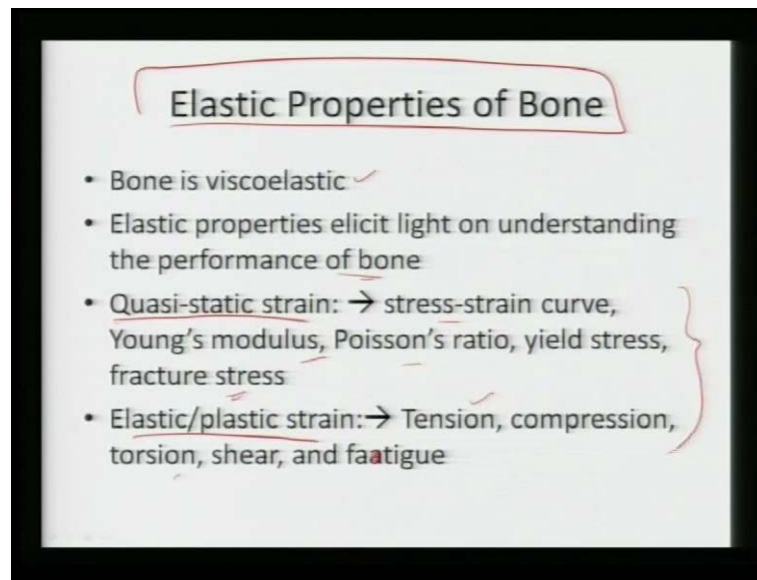 Elastic Properties of Bone
• Bone is viscoelastic
• Elastic properties elicit light on understanding
the performance of bone
• Quasi-static strain: → stress-strain curve,
Young's modulus, Poisson's ratio, yield stress,
fracture stress
• Elastic/plastic strain:→ Tension, compression,
torsion, shear, and faatigue